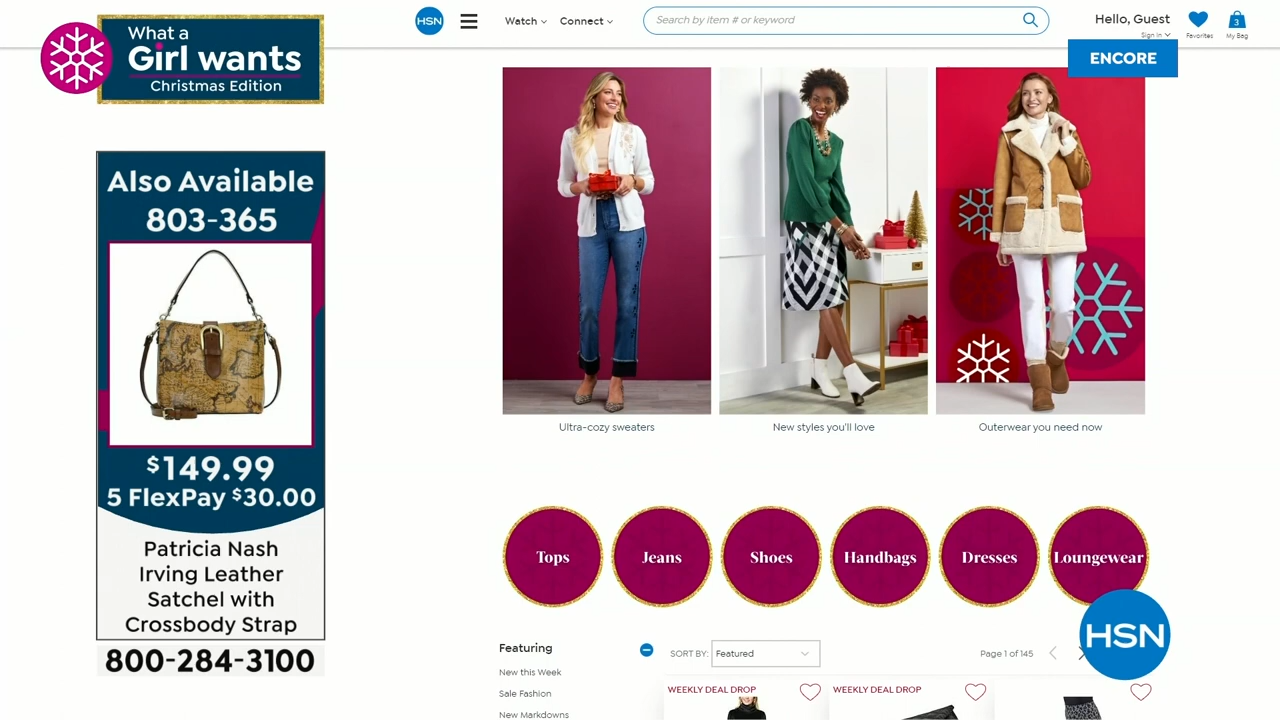 What a
Girl wants
Christmas Edition
Also Available
803-365
$149.99
5 FlexPay $30.00
Patricia Nash
Irving Leather
Satchel with
Crossbody Strap
800-284-3100
HSN
Watch
Connect
Search by item # or keyword
Hello, Guest
Sign in
Favorites
3
My Bag
ENCORE
Ultra-cozy sweaters
New styles you'll love
Outerwear you need now
Tops
Jeans
Shoes
Handbags
Dresses
Loungewear
HSN
Featuring
New this Week
Sale Fashion
New Markdowns
SORT BY:
Featured
Page 1 of 145
WEEKLY DEAL DROP
WEEKLY DEAL DROP